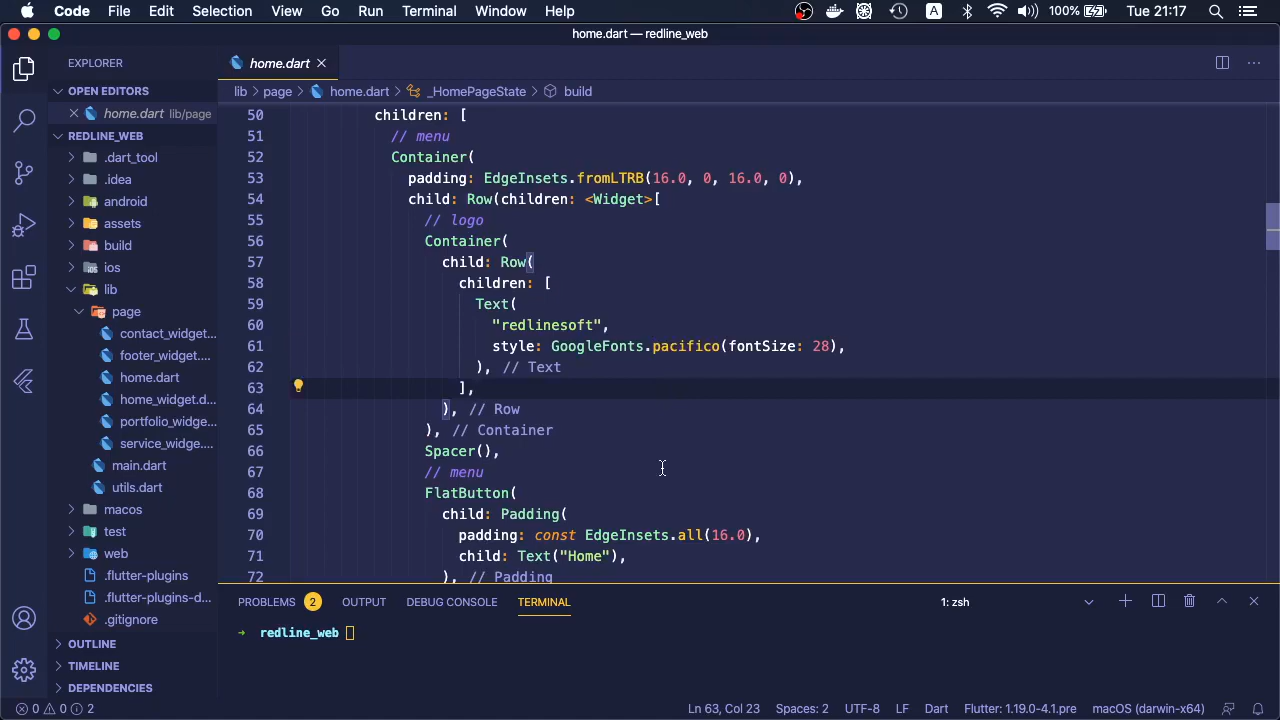 Code File Edit Selection View Go Run Terminal Window Help A 100% Tue 21:17
home.dart — redline_web
EXPLORER
OPEN EDITORS
home.dart lib/page
REDLINE_WEB
.dart_tool
.idea
android
assets
build
ios
lib
page
contact_widget...
footer_widget....
home.dart
home_widget.d...
portfolio_widge...
service_widget....
main.dart
utils.dart
macos
test
web
.flutter-plugins
.flutter-plugins-d...
.gitignore
OUTLINE
TIMELINE
DEPENDENCIES
home.dart
lib > page > home.dart > _HomePageState > build
50 children: [
51 // menu
52 Container(
53 padding: EdgeInsets.fromLTRB(16.0, 0, 16.0, 0),
54 child: Row(children: <Widget>[
55 // logo
56 Container(
57 child: Row(
58 children: [
59 Text(
60 "redlinesoft",
61 style: GoogleFonts.pacifico(fontSize: 28),
62 ), // Text
63 ],
64 ), // Row
65 ), // Container
66 Spacer(),
67 // menu
68 FlatButton(
69 child: Padding(
70 padding: const EdgeInsets.all(16.0),
71 child: Text("Home"),
72 ), // Padding
PROBLEMS 2 OUTPUT DEBUG CONSOLE TERMINAL 1: zsh
→ redline_web
0 0 2 Ln 63, Col 23 Spaces: 2 UTF-8 LF Dart Flutter: 1.19.0-4.1.pre macOS (darwin-x64)